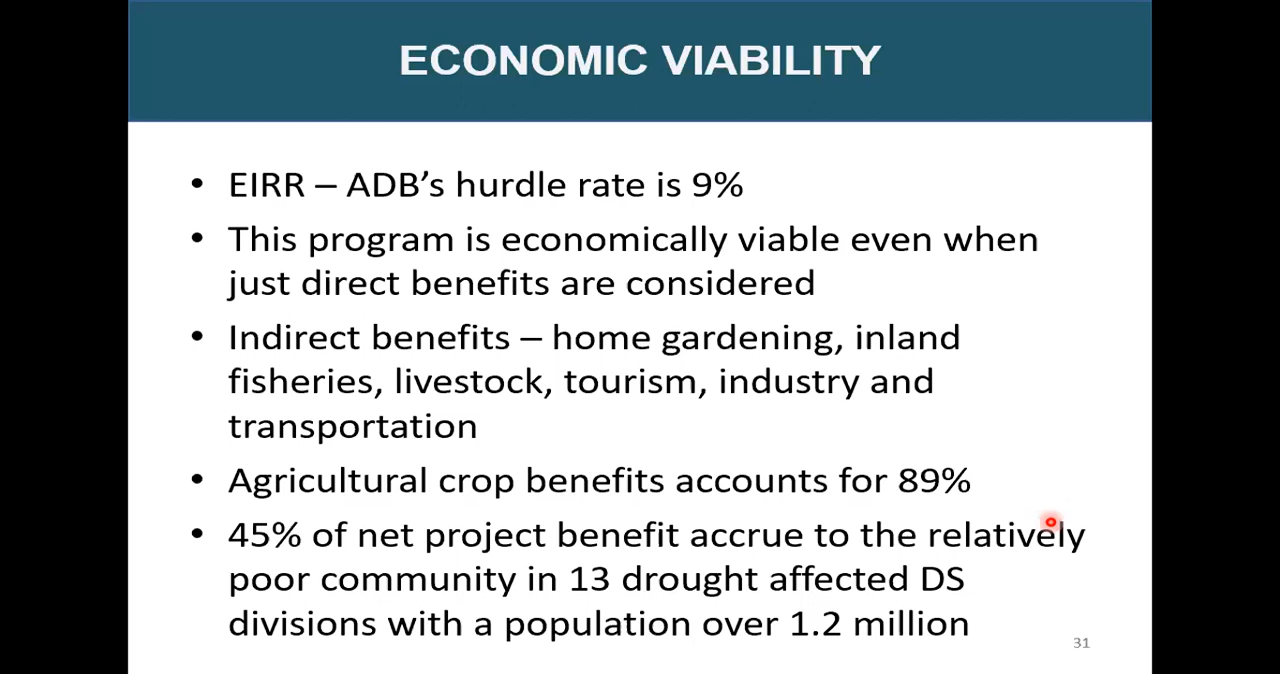 ECONOMIC VIABILITY
• EIRR – ADB’s hurdle rate is 9%
• This program is economically viable even when
just direct benefits are considered
• Indirect benefits – home gardening, inland
fisheries, livestock, tourism, industry and
transportation
• Agricultural crop benefits accounts for 89%
• 45% of net project benefit accrue to the relatively
poor community in 13 drought affected DS
divisions with a population over 1.2 million
31